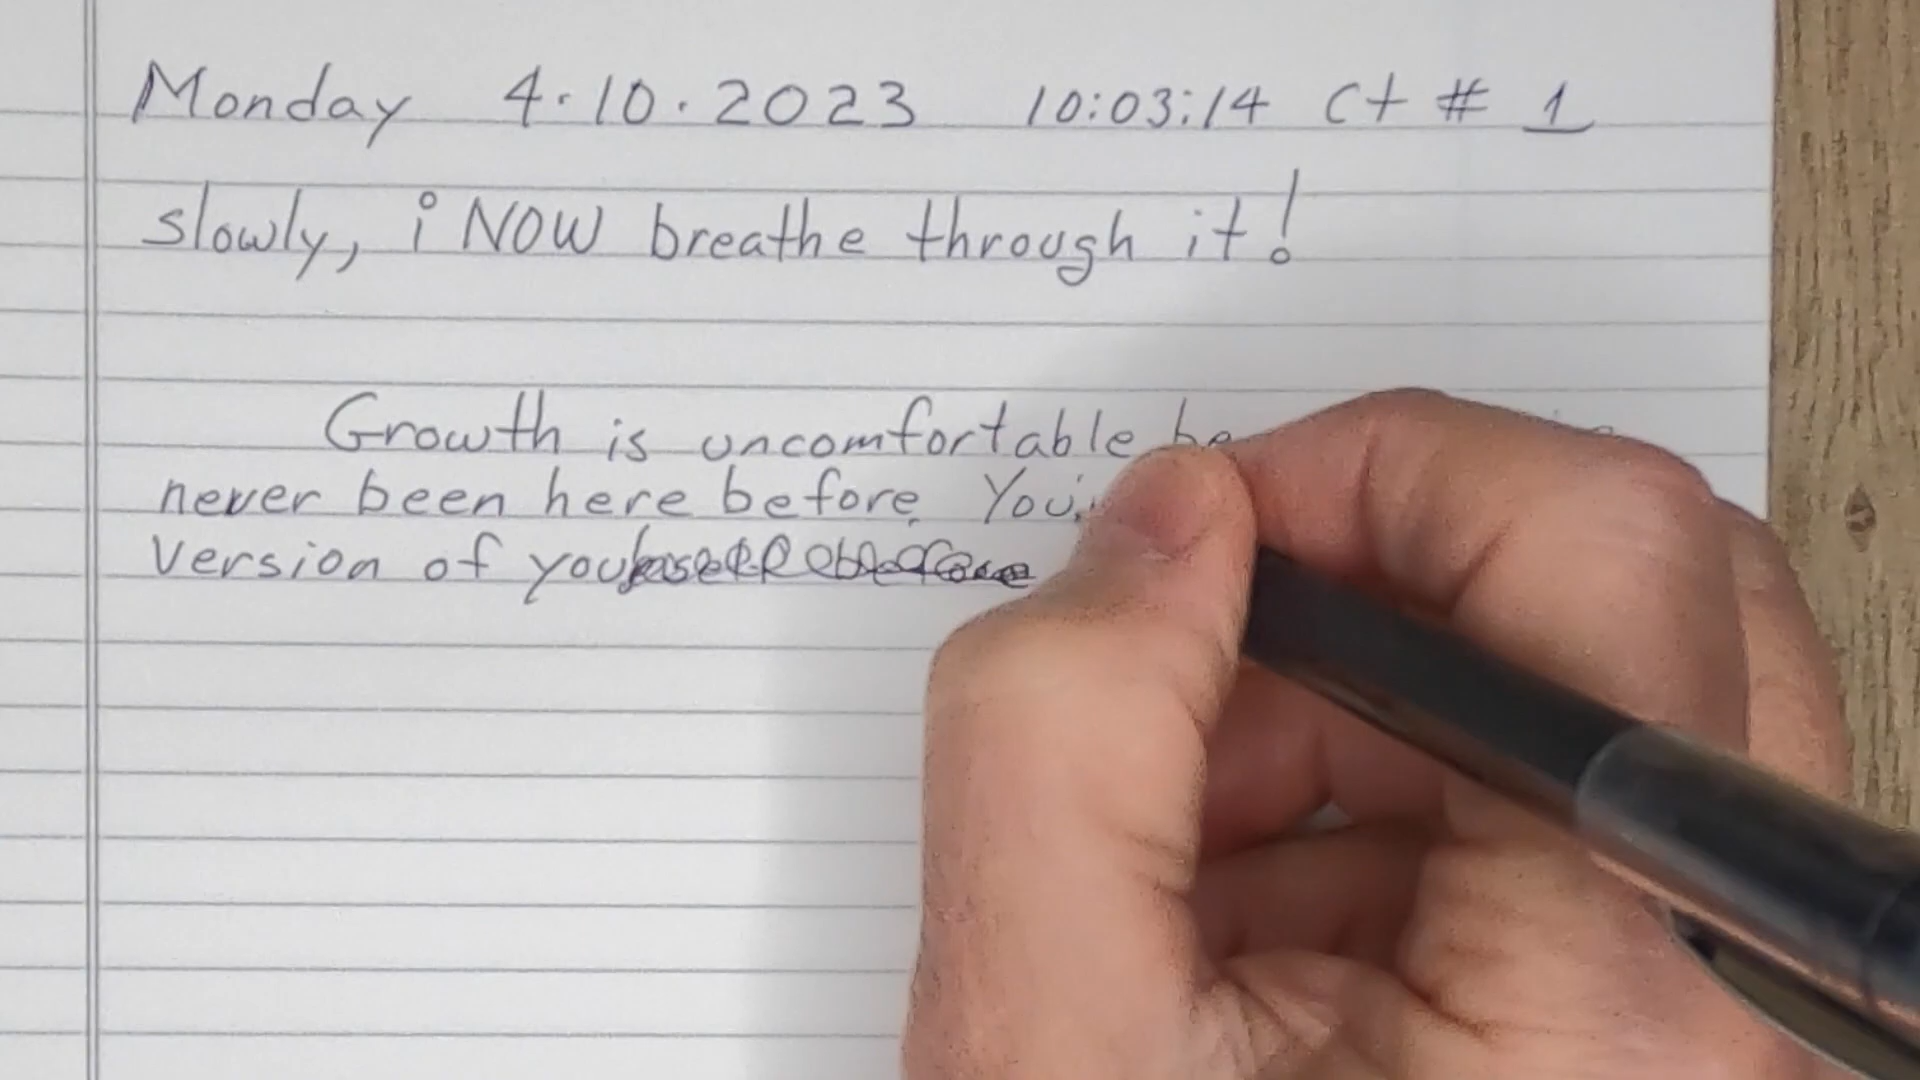 Monday 4.10.2023 10:03:14 Ct # 1
slowly, i NOW breathe through it!
Growth is uncomfortable
never been here before.
version of you